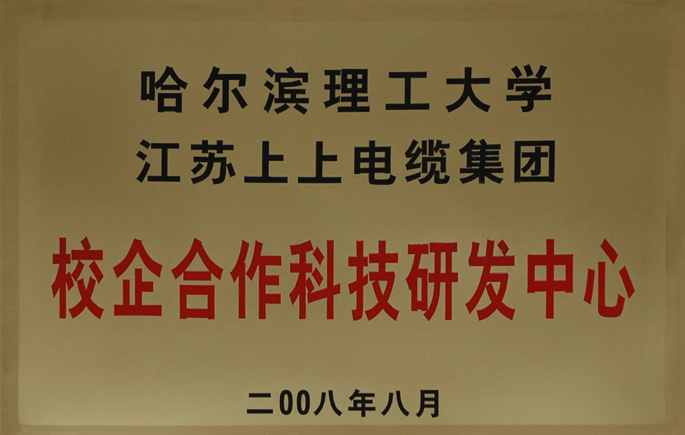 哈尔滨理工大学
江苏上上电缆集团
校企合作科技研发中心
二00八年八月